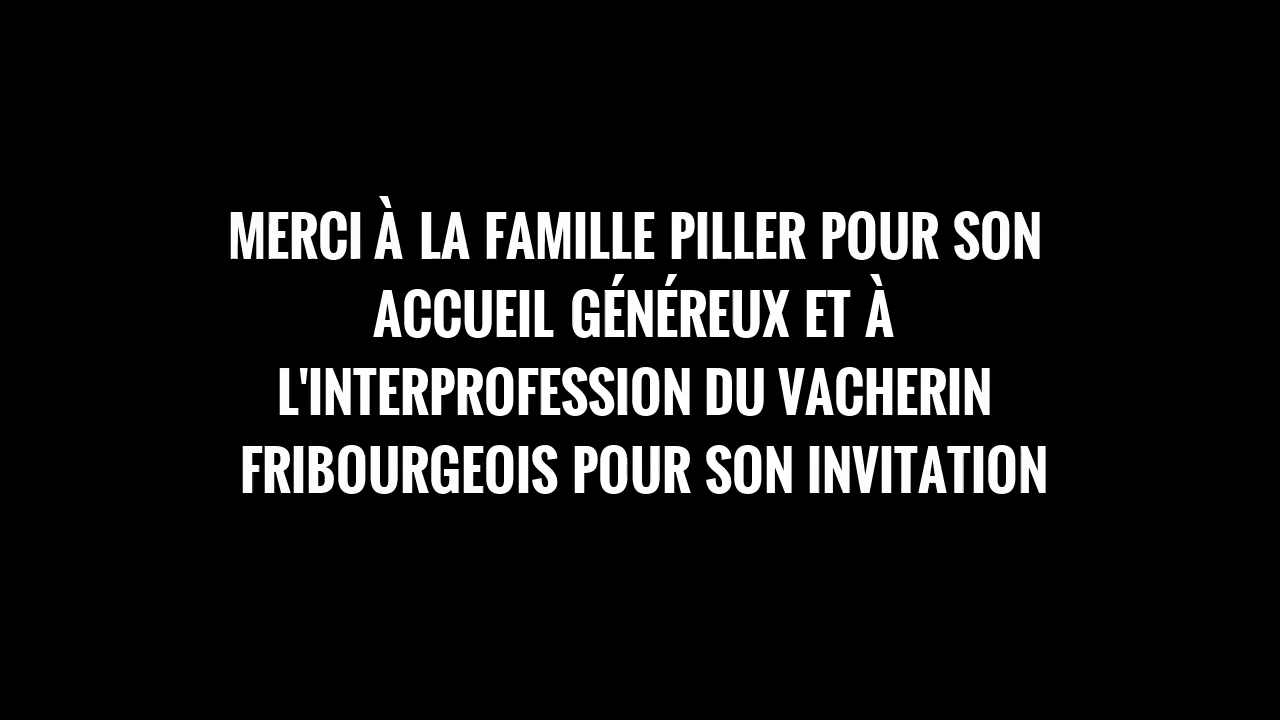 MERCI À LA FAMILLE PILLER POUR SON
ACCUEIL GÉNÉREUX ET À
L'INTERPROFESSION DU VACHERIN
FRIBOURGEOIS POUR SON INVITATION